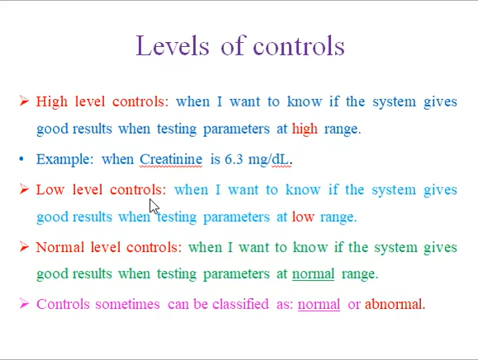 Levels of controls
➢ High level controls: when I want to know if the system gives
good results when testing parameters at high range.
• Example: when Creatinine is 6.3 mg/dL.
➢ Low level controls: when I want to know if the system gives
good results when testing parameters at low range.
➢ Normal level controls: when I want to know if the system gives
good results when testing parameters at normal range.
➢ Controls sometimes can be classified as: normal or abnormal.